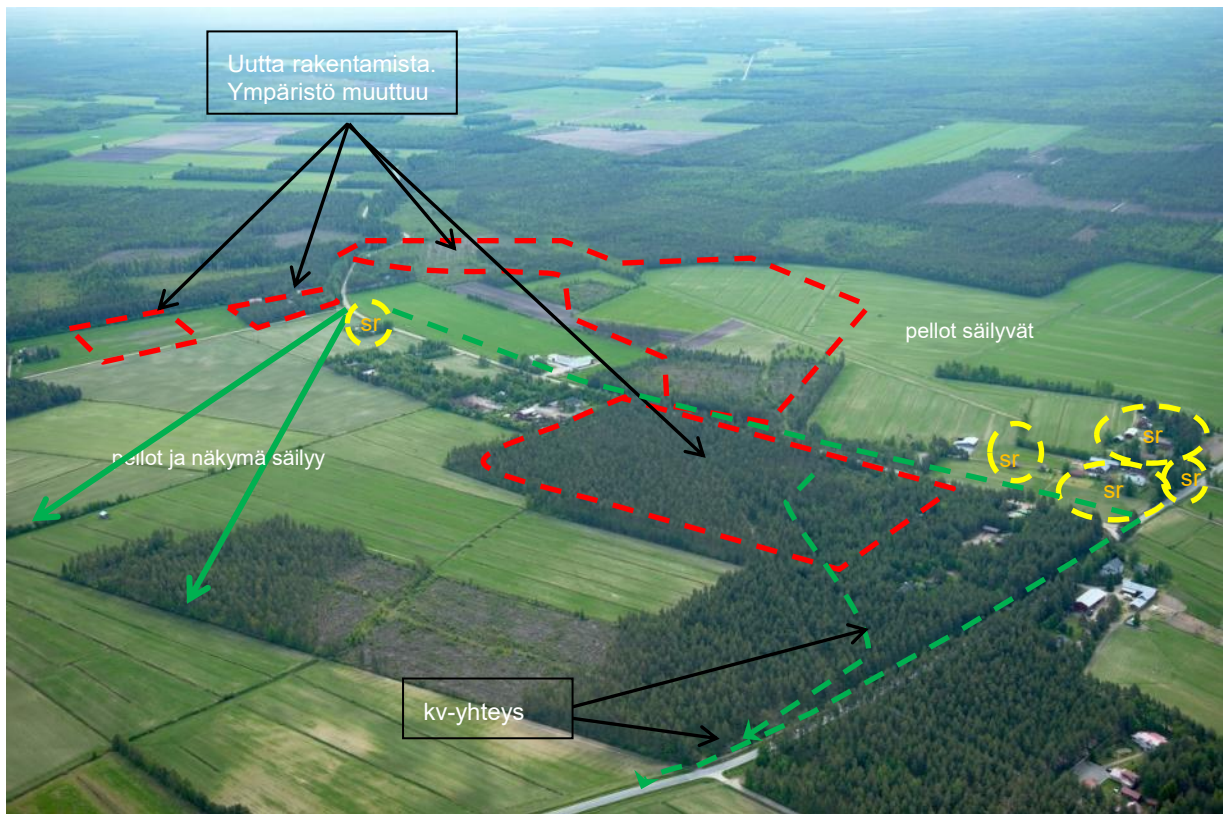 Uutta rakentamista.
Ympäristö muuttuu
sr
pellot säilyvät
sr
sr
sr
sr
pellot ja näkymä säilyy
kv-yhteys